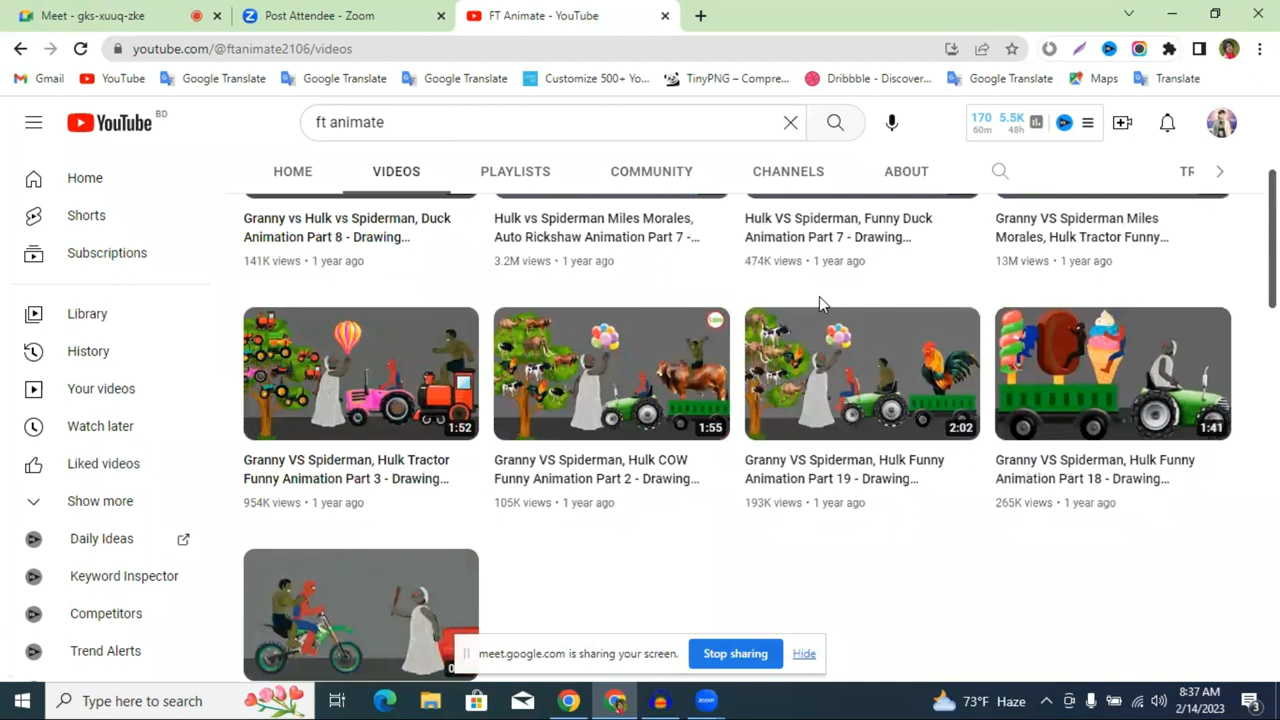 Meet - gks-xuuq-zke
Post Attendee - Zoom
FT Animate - YouTube
youtube.com/@ftanimate2106/videos
Gmail
YouTube
Google Translate
Google Translate
Google Translate
Customize 500+ Yo...
TinyPNG – Compre...
Dribbble - Discover...
Google Translate
Maps
Translate
YouTube BD
ft animate
170 5.5K
60m 48h
HOME
VIDEOS
PLAYLISTS
COMMUNITY
CHANNELS
ABOUT
TR
Home
Shorts
Subscriptions
Library
History
Your videos
Watch later
Liked videos
Show more
Daily Ideas
Keyword Inspector
Competitors
Trend Alerts
Granny vs Hulk vs Spiderman, Duck
Animation Part 8 - Drawing...
141K views • 1 year ago
Hulk vs Spiderman Miles Morales,
Auto Rickshaw Animation Part 7 -...
3.2M views • 1 year ago
Hulk VS Spiderman, Funny Duck
Animation Part 7 - Drawing...
474K views • 1 year ago
Granny VS Spiderman Miles
Morales, Hulk Tractor Funny...
13M views • 1 year ago
1:52
Granny VS Spiderman, Hulk Tractor
Funny Animation Part 3 - Drawing...
954K views • 1 year ago
1:55
Granny VS Spiderman, Hulk COW
Funny Animation Part 2 - Drawing...
105K views • 1 year ago
2:02
Granny VS Spiderman, Hulk Funny
Animation Part 19 - Drawing...
193K views • 1 year ago
1:41
Granny VS Spiderman, Hulk Funny
Animation Part 18 - Drawing...
265K views • 1 year ago
meet.google.com is sharing your screen.
Stop sharing
Hide
Type here to search
zoom
73°F Haze
8:37 AM
2/14/2023
3